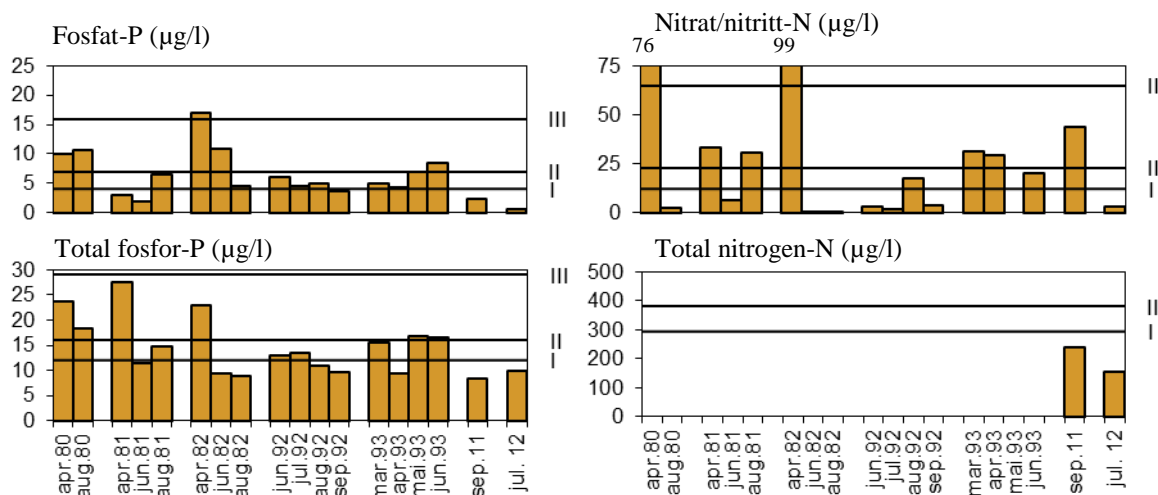 Fosfat-P (µg/l)
25
20
15
10
5
0
III
II
I
Nitrat/nitritt-N (µg/l)
76
99
75
50
25
0
II
II
I
Total fosfor-P (µg/l)
30
25
20
15
10
5
0
III
II
I
apr.80
aug.80
apr.81
jun.81
aug.81
apr.82
jun.82
aug.82
jun.92
jul.92
aug.92
sep.92
mar.93
apr.93
mai.93
jun.93
sep.11
jul. 12
Total nitrogen-N (µg/l)
500
400
300
200
100
0
II
I
apr.80
aug.80
apr.81
jun.81
aug.81
apr.82
jun.82
aug.82
jun.92
jul.92
aug.92
sep.92
mar.93
apr.93
mai.93
jun.93
sep.11
jul. 12